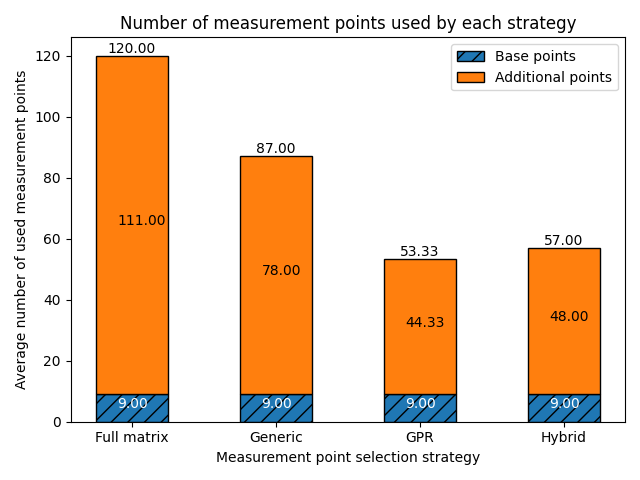 Number of measurement points used by each strategy
Base points
Additional points
120.00
87.00
53.33
57.00
111.00
78.00
44.33
48.00
9.00
9.00
9.00
9.00
120
100
80
60
40
20
0
Average number of used measurement points
Full matrix
Generic
GPR
Hybrid
Measurement point selection strategy